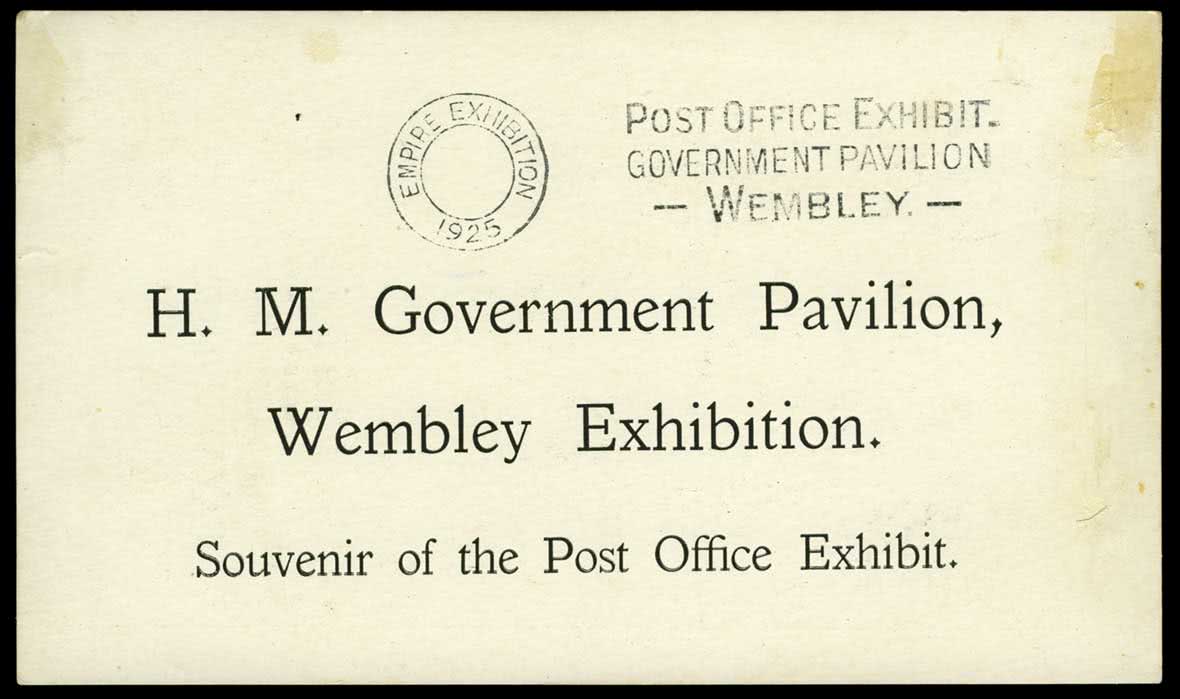 EMPIRE EXHIBITION
1925
POST OFFICE EXHIBIT.
GOVERNMENT PAVILION
— WEMBLEY. —
H. M. Government Pavilion,
Wembley Exhibition.
Souvenir of the Post Office Exhibit.